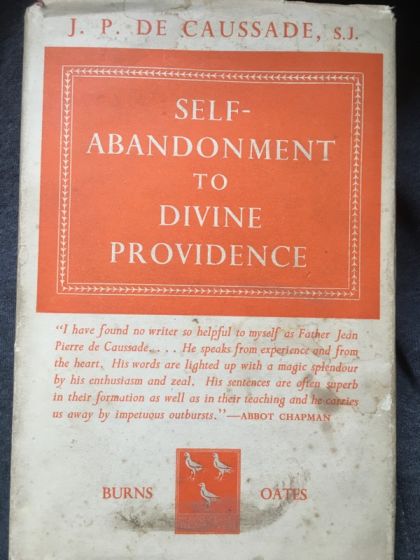 J. P. DE CAUSSADE, S.J.
SELF-
ABANDONMENT
TO
DIVINE
PROVIDENCE
"I have found no writer so helpful to myself as Father Jean
Pierre de Caussade. . . . He speaks from experience and from
the heart. His words are lighted up with a magic splendour
by his enthusiasm and zeal. His sentences are often superb
in their formation as well as in their teaching and he carries
us away by impetuous outbursts."—ABBOT CHAPMAN
BURNS OATES